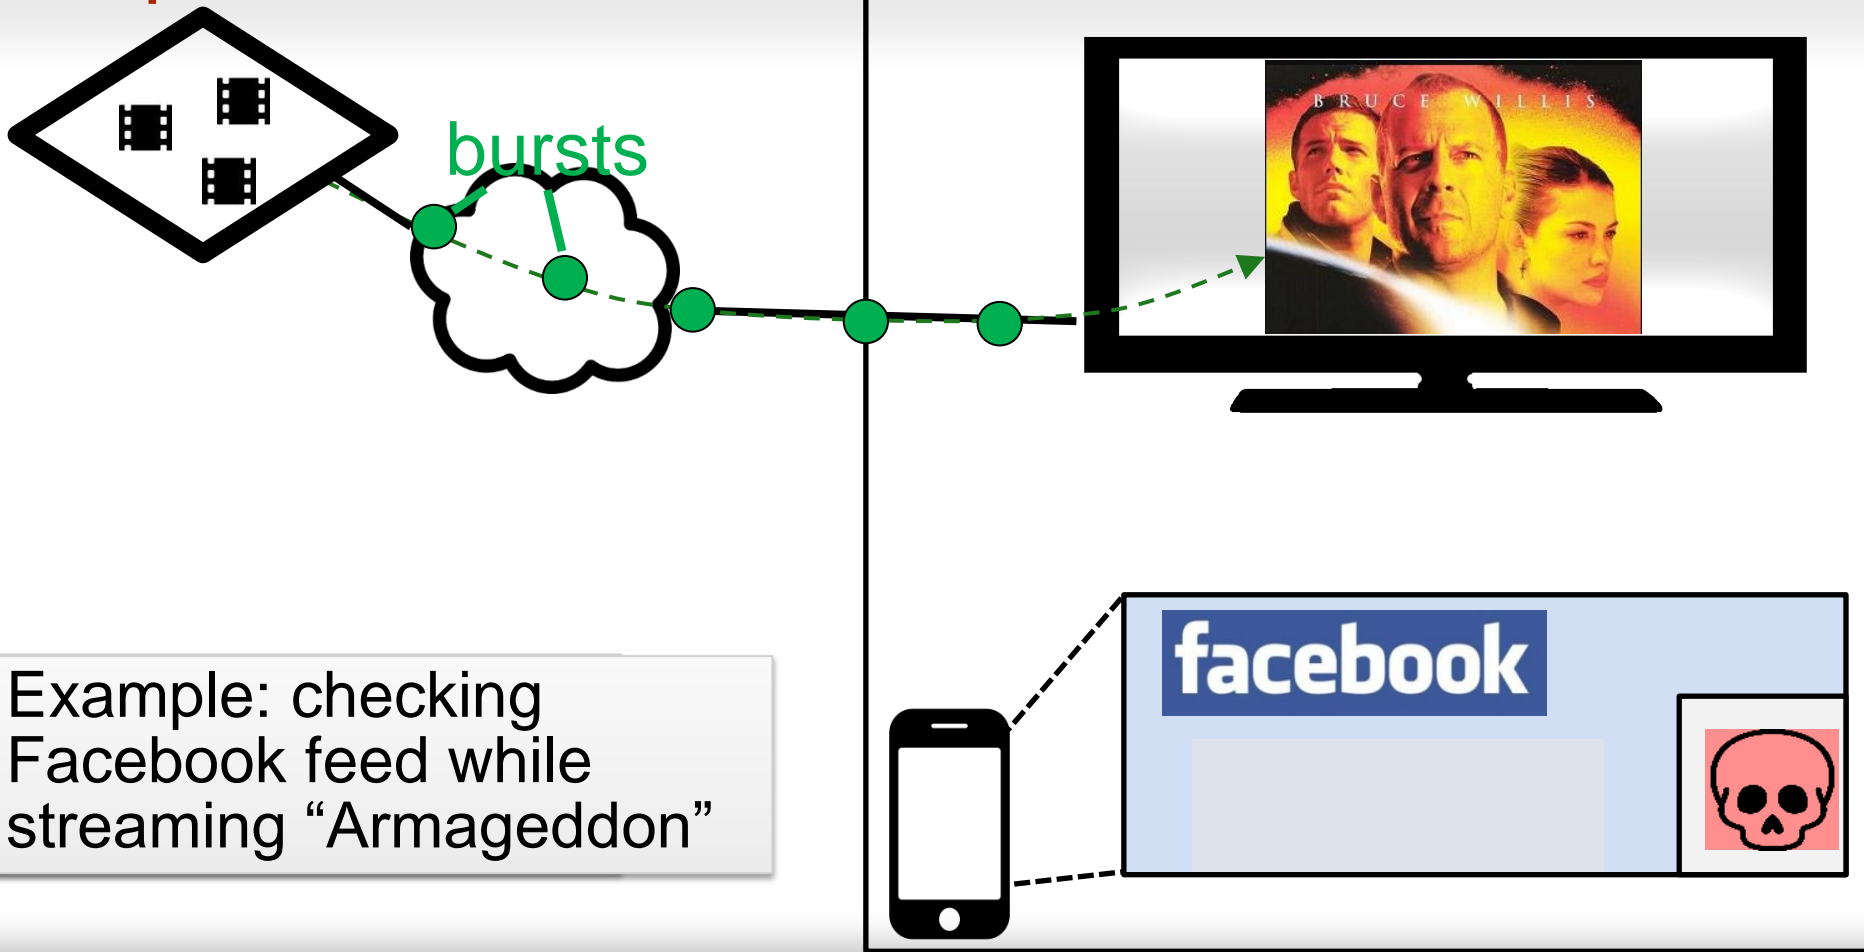 bursts
BRUCE WILLIS
facebook
Example: checking
Facebook feed while
streaming “Armageddon”